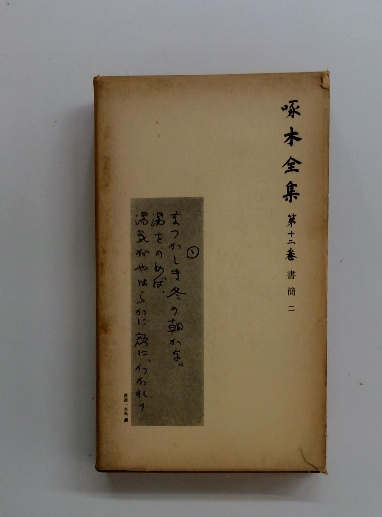 啄木全集 第十二卷 書簡 二
なつかしき冬の朝かな。
湯をのめば、
湯気がやはらかに顔に、かかれり